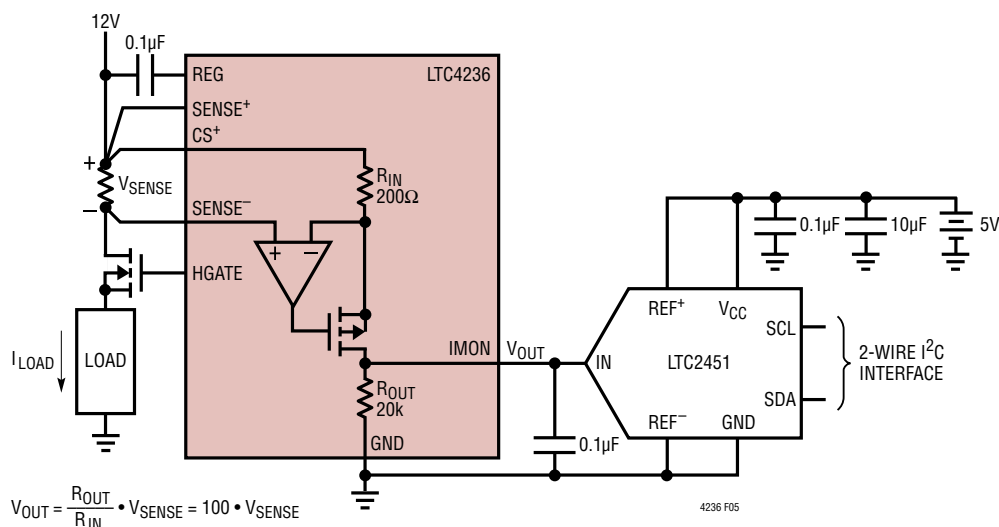 12V
0.1µF
REG
LTC4236
SENSE+
CS+
+
VSENSE
–
RIN
200Ω
SENSE–
+
–
HGATE
ILOAD
LOAD
IMON
VOUT
ROUT
20k
GND
0.1µF
0.1µF
10µF
5V
REF+
VCC
SCL
IN
LTC2451
2-WIRE I2C
INTERFACE
SDA
REF–
GND
VOUT = ROUT/RIN • VSENSE = 100 • VSENSE
4236 F05